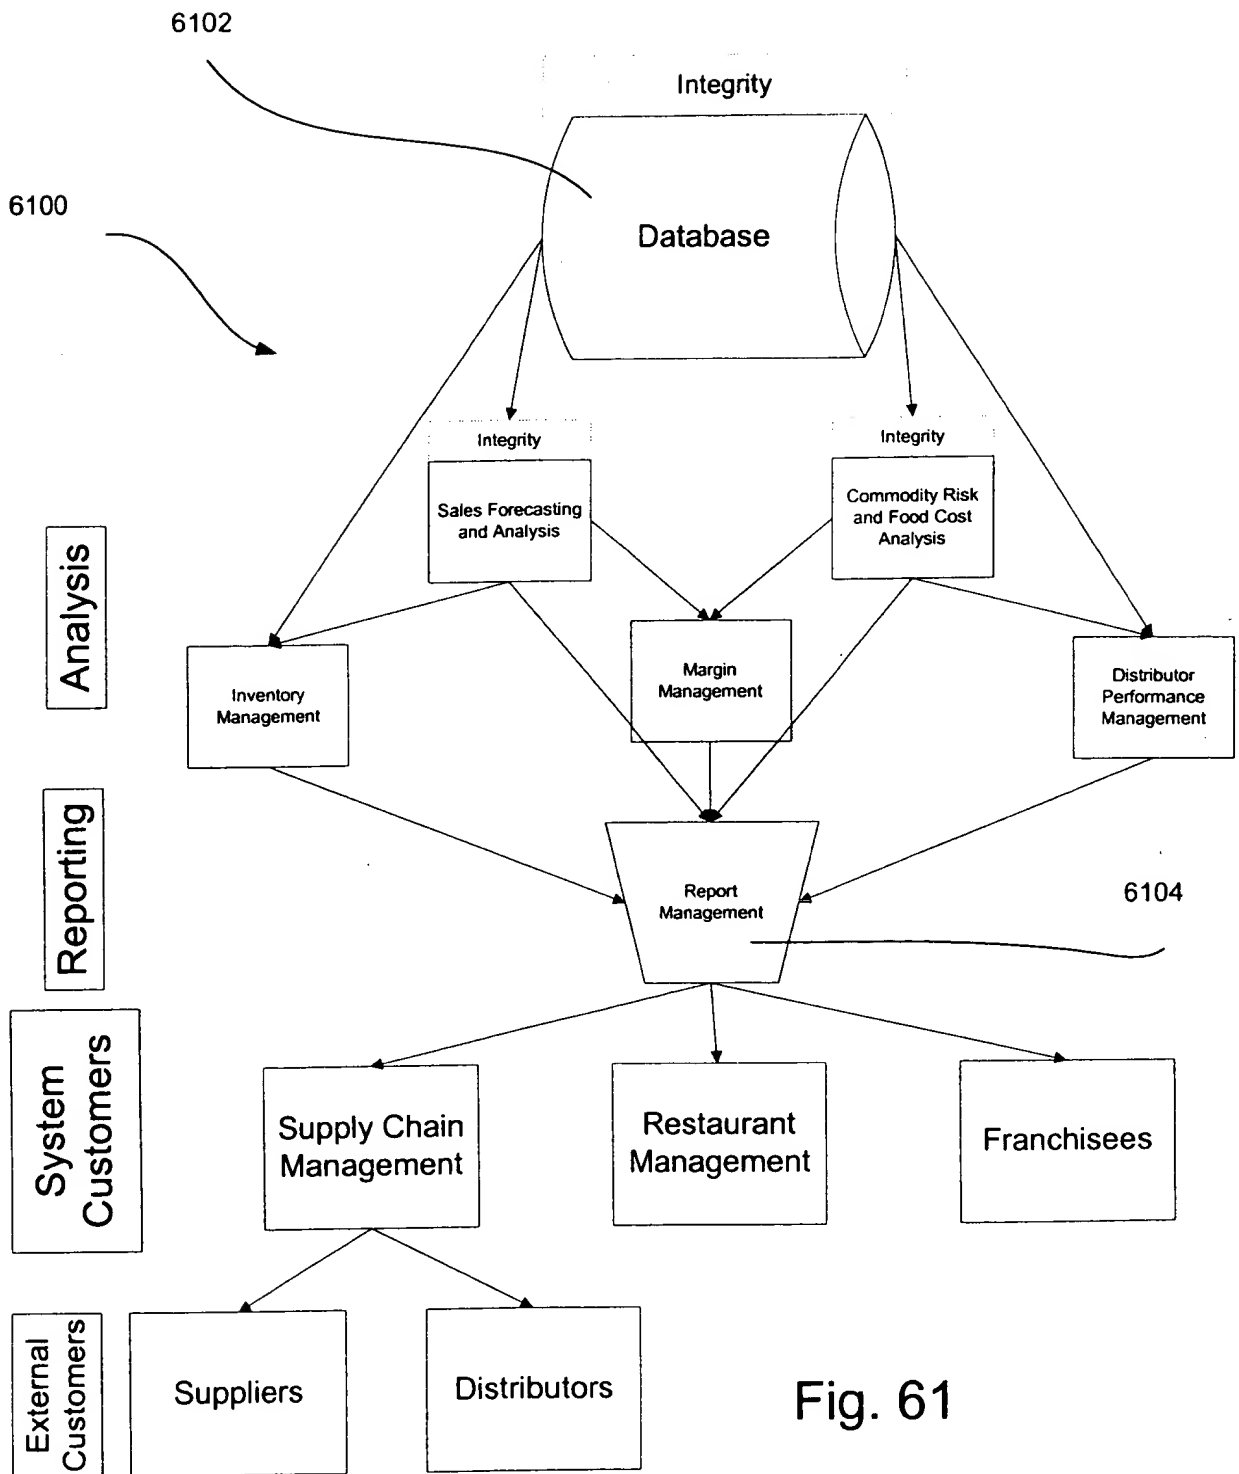 6102
Integrity
6100
Database
Integrity
Integrity
Sales Forecasting
and Analysis
Commodity Risk
and Food Cost
Analysis
Analysis
Inventory
Management
Margin
Management
Distributor
Performance
Management
Reporting
Report
Management
6104
System
Customers
Supply Chain
Management
Restaurant
Management
Franchisees
External
Customers
Suppliers
Distributors
Fig. 61